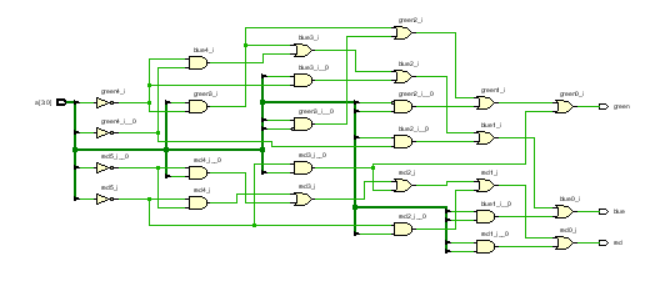 green2_i
blue4_i
blue3_i
blue3_i__0
blue2_i
green4_i
green3_i
green2_i__0
green1_i
green0_i
a[3:0]
green
green4_i__0
green3_i__0
blue2_i__0
blue1_i
red5_i__0
red4_i__0
red3_i__0
red2_i
red1_i
red5_i
red4_i
red3_i
blue1_i__0
blue0_i
blue
red2_i__0
red1_i__0
red0_i
red